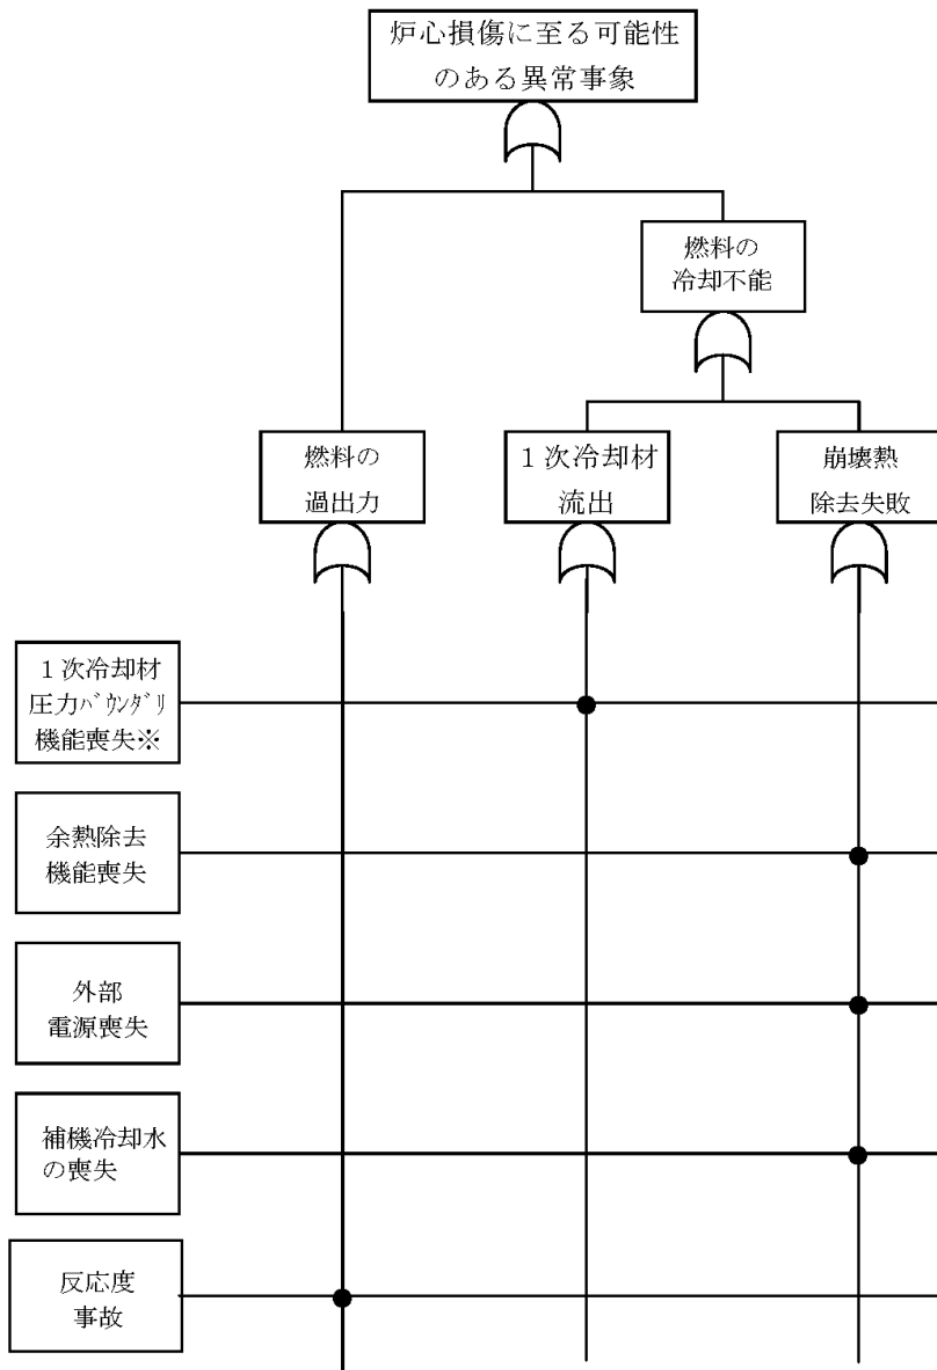 炉心損傷に至る可能性
のある異常事象
燃料の
冷却不能
燃料の
過出力
１次冷却材
流出
崩壊熱
除去失敗
１次冷却材
圧力ﾊﾞｳﾝﾀﾞﾘ
機能喪失※
余熱除去
機能喪失
外部
電源喪失
補機冷却水
の喪失
反応度
事故